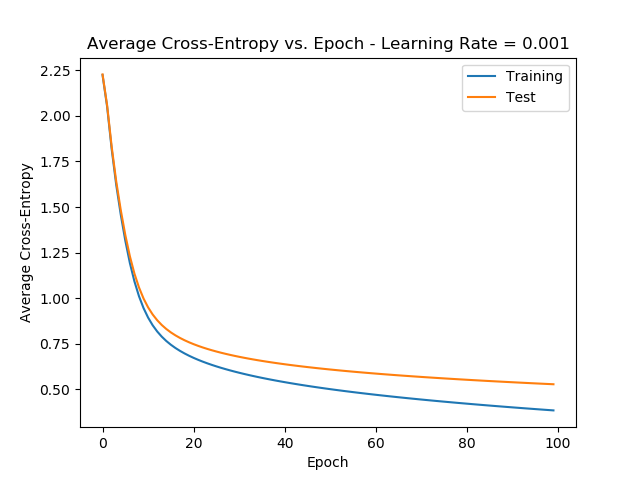 Average Cross-Entropy vs. Epoch - Learning Rate = 0.001
Training
Test
Average Cross-Entropy
2.25
2.00
1.75
1.50
1.25
1.00
0.75
0.50
0
20
40
60
80
100
Epoch